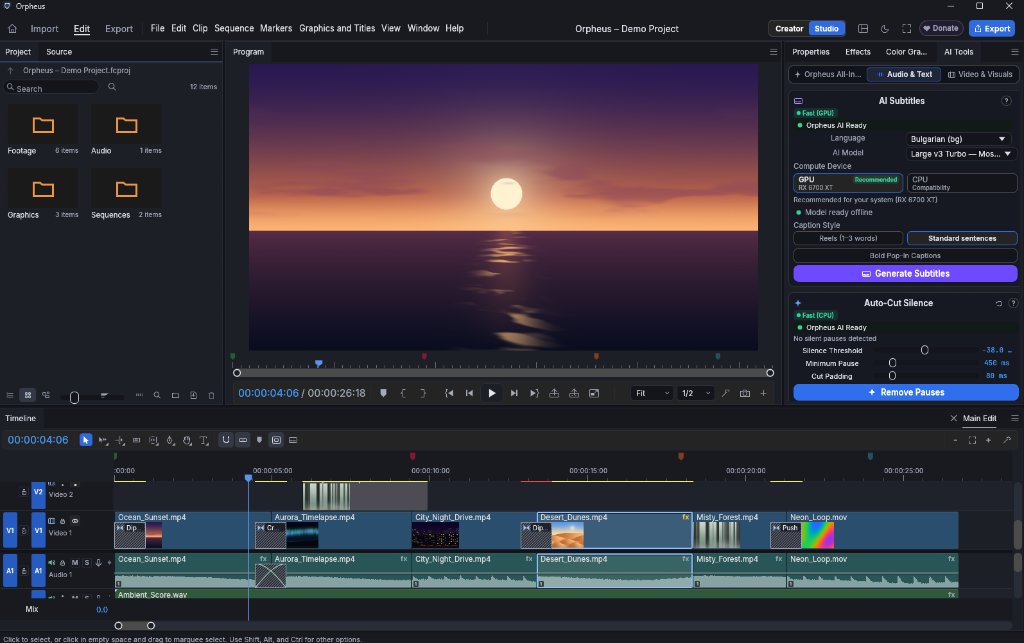 Orpheus
Import Edit Export File Edit Clip Sequence Markers Graphics and Titles View Window Help Orpheus – Demo Project Creator Studio Donate Export
Project Source
Orpheus – Demo Project.fcproj
Search 12 items
Footage 6 items Audio 1 items
Graphics 3 items Sequences 2 items
Program
00:00:04:06 / 00:00:26:18 Fit 1/2
Properties Effects Color Gra... AI Tools
Orpheus All-In... Audio & Text Video & Visuals
AI Subtitles ?
Fast (GPU)
Orpheus AI Ready
Language Bulgarian (bg)
AI Model Large v3 Turbo — Mos...
Compute Device
GPU Recommended CPU
RX 6700 XT Compatibility
Recommended for your system (RX 6700 XT)
Model ready offline
Caption Style
Reels (1–3 words) Standard sentences
Bold Pop-In Captions
Generate Subtitles
Auto-Cut Silence ?
Fast (CPU)
Orpheus AI Ready
No silent pauses detected
Silence Threshold -38.0 …
Minimum Pause 450 ms
Cut Padding 80 ms
Remove Pauses
Timeline Main Edit
00:00:04:06
:00:00 00:00:05:00 00:00:10:00 00:00:15:00 00:00:20:00 00:00:25:00
V2 Video 2
V1 V1 Video 1
Ocean_Sunset.mp4 Aurora_Timelapse.mp4 City_Night_Drive.mp4 Desert_Dunes.mp4 fx Misty_Forest.mp4 Neon_Loop.mov
Dip... Cr... Dip... Push
A1 A1 M S Audio 1
Ocean_Sunset.mp4 fx Aurora_Timelapse.mp4 fx City_Night_Drive.mp4 fx Desert_Dunes.mp4 fx Misty_Forest.mp4 fx Neon_Loop.mov fx
Ambient_Score.wav fx
Mix 0.0
Click to select, or click in empty space and drag to marquee select. Use Shift, Alt, and Ctrl for other options.